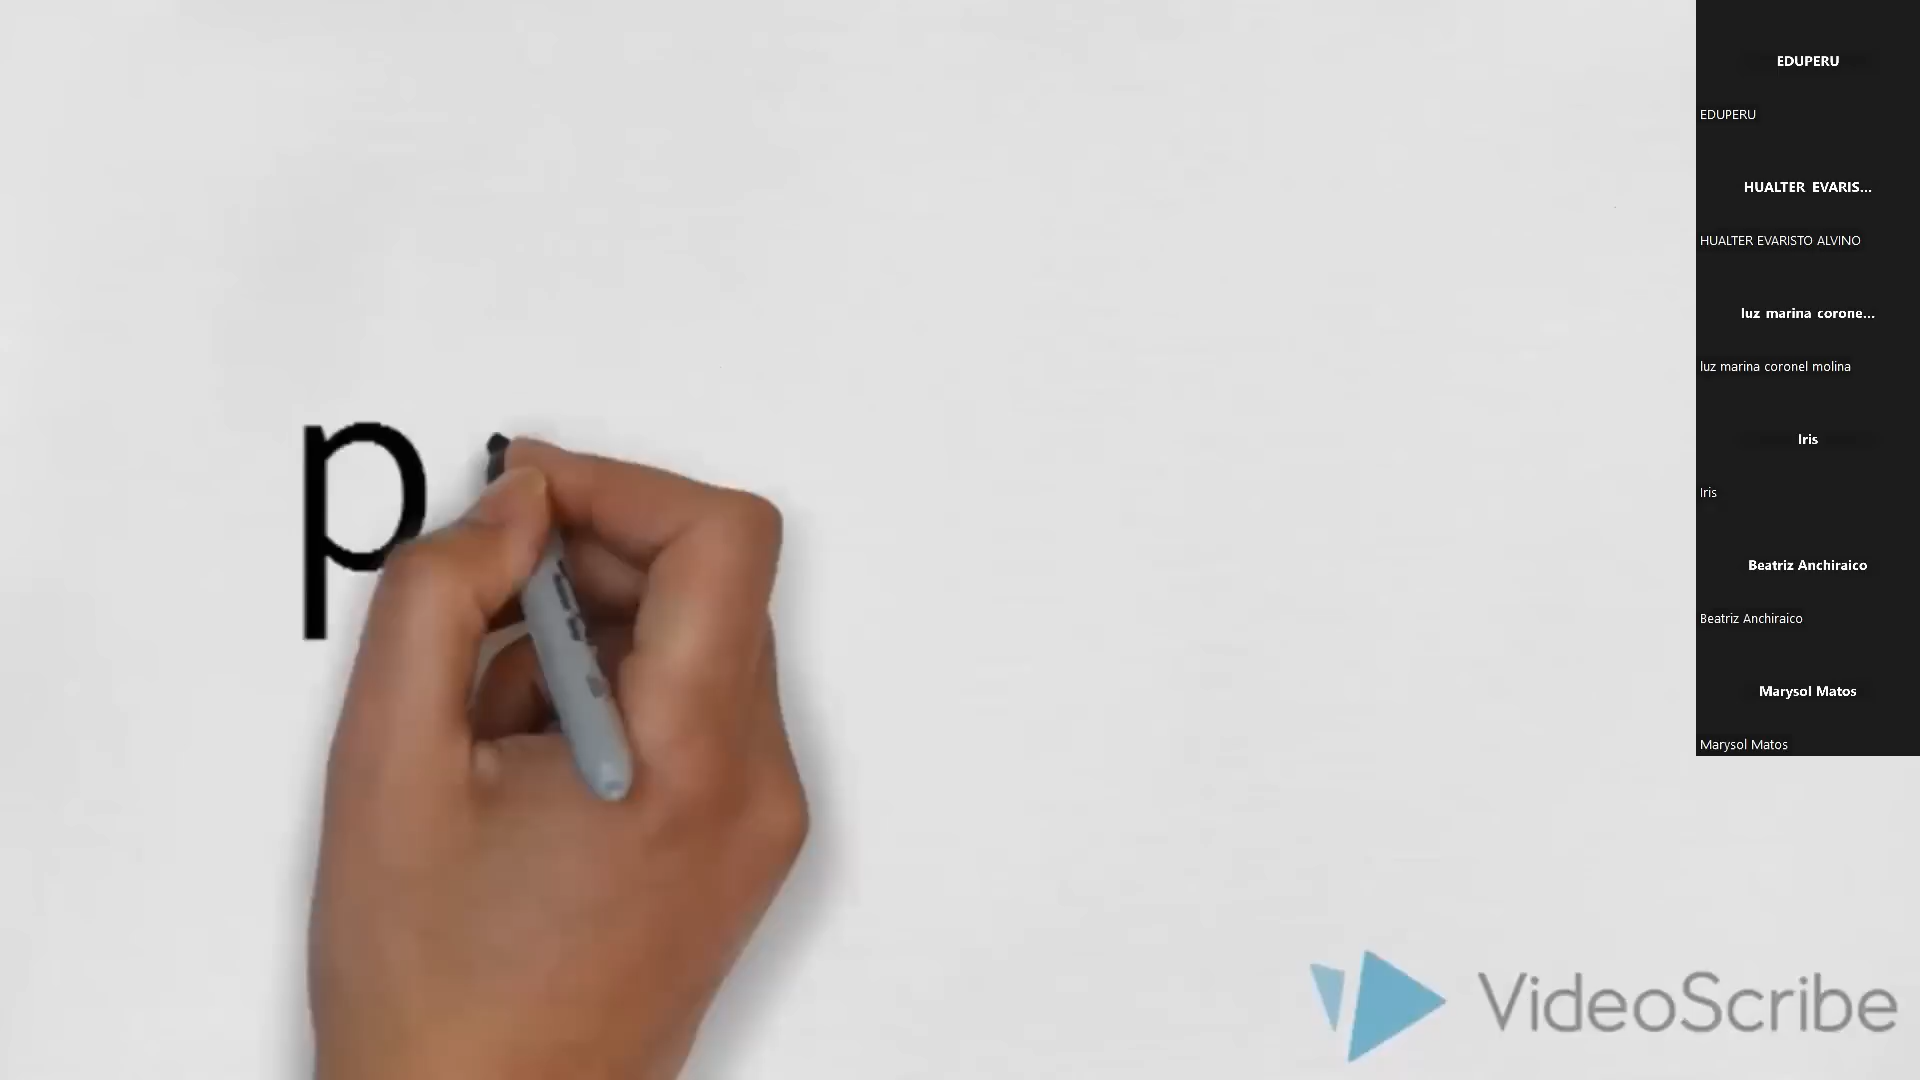 p
EDUPERU
EDUPERU
HUALTER EVARIS...
HUALTER EVARISTO ALVINO
luz marina corone...
luz marina coronel molina
Iris
Iris
Beatriz Anchiraico
Beatriz Anchiraico
Marysol Matos
Marysol Matos
VideoScribe